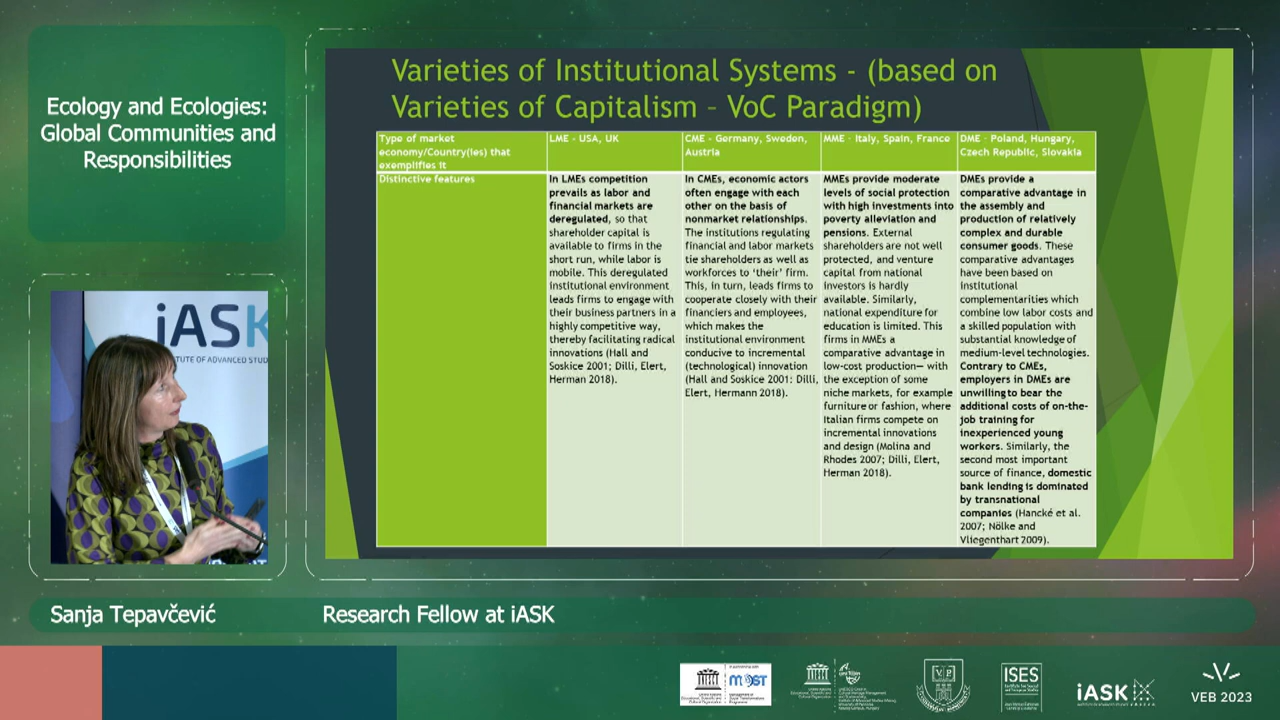 Ecology and Ecologies:
Global Communities and
Responsibilities
iASK
TUTE OF ADVANCED STUD
Varieties of Institutional Systems - (based on
Varieties of Capitalism – VoC Paradigm)
Type of market
economy/Country(ies) that
exemplifies it
LME - USA, UK
CME - Germany, Sweden,
Austria
MME - Italy, Spain, France
DME - Poland, Hungary,
Czech Republic, Slovakia
Distinctive features
In LMEs competition
prevails as labor and
financial markets are
deregulated, so that
shareholder capital is
available to firms in the
short run, while labor is
mobile. This deregulated
institutional environment
leads firms to engage with
their business partners in a
highly competitive way,
thereby facilitating radical
innovations (Hall and
Soskice 2001; Dilli, Elert,
Herman 2018).
In CMEs, economic actors
often engage with each
other on the basis of
nonmarket relationships.
The institutions regulating
financial and labor markets
tie shareholders as well as
workforces to ‘their’ firm.
This, in turn, leads firms to
cooperate closely with their
financiers and employees,
which makes the
institutional environment
conducive to incremental
(technological) innovation
(Hall and Soskice 2001: Dilli,
Elert, Hermann 2018).
MMEs provide moderate
levels of social protection
with high investments into
poverty alleviation and
pensions. External
shareholders are not well
protected, and venture
capital from national
investors is hardly
available. Similarly,
national expenditure for
education is limited. This
firms in MMEs a
comparative advantage in
low-cost production— with
the exception of some
niche markets, for example
furniture or fashion, where
Italian firms compete on
incremental innovations
and design (Molina and
Rhodes 2007; Dilli, Elert,
Herman 2018).
DMEs provide a
comparative advantage in
the assembly and
production of relatively
complex and durable
consumer goods. These
comparative advantages
have been based on
institutional
complementarities which
combine low labor costs and
a skilled population with
substantial knowledge of
medium-level technologies.
Contrary to CMEs,
employers in DMEs are
unwilling to bear the
additional costs of on-the-
job training for
inexperienced young
workers. Similarly, the
second most important
source of finance, domestic
bank lending is dominated
by transnational
companies (Hancké et al.
2007; Nölke and
Vliegenthart 2009).
Sanja Tepavčević
Research Fellow at iASK
MOST
ISES
iASK
VEB 2023